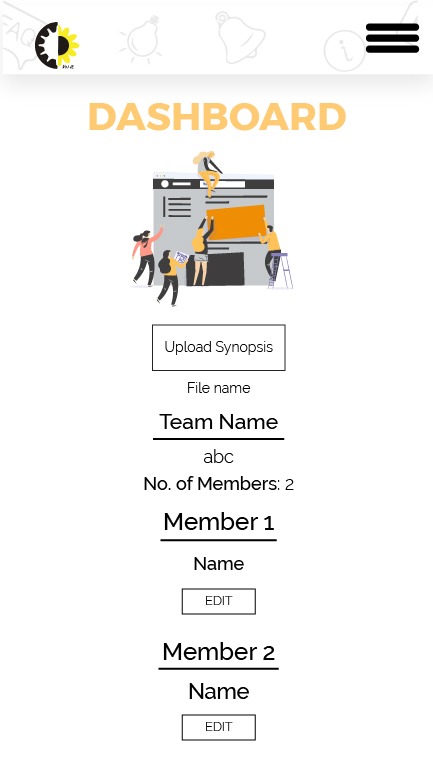 DASHBOARD
Upload Synopsis
File name
Team Name
abc
No. of Members: 2
Member 1
Name
EDIT
Member 2
Name
EDIT